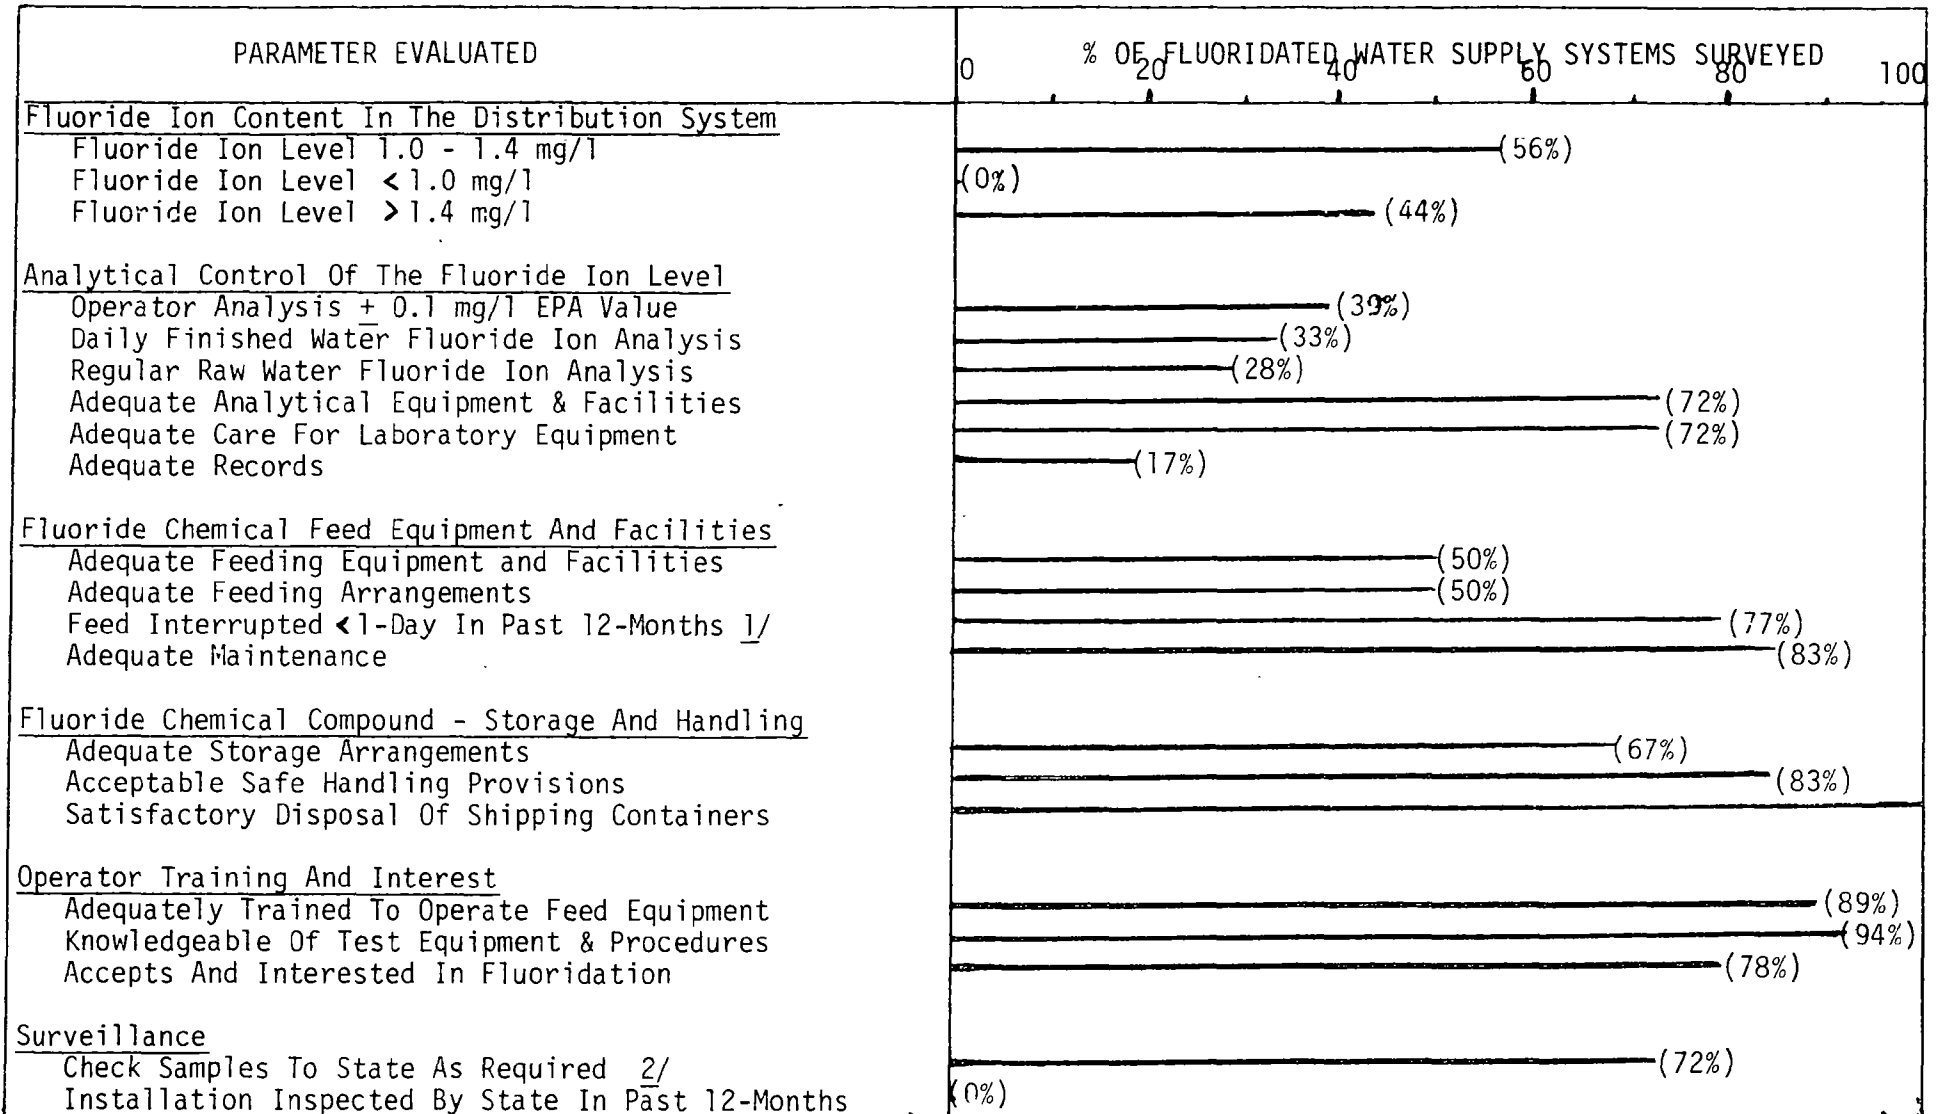 PARAMETER EVALUATED % OF FLUORIDATED WATER SUPPLY SYSTEMS SURVEYED
0 20 40 60 80 100
Fluoride Ion Content In The Distribution System
Fluoride Ion Level 1.0 - 1.4 mg/l (56%)
Fluoride Ion Level < 1.0 mg/l (0%)
Fluoride Ion Level > 1.4 mg/l (44%)
Analytical Control Of The Fluoride Ion Level
Operator Analysis ± 0.1 mg/l EPA Value (39%)
Daily Finished Water Fluoride Ion Analysis (33%)
Regular Raw Water Fluoride Ion Analysis (28%)
Adequate Analytical Equipment & Facilities (72%)
Adequate Care For Laboratory Equipment (72%)
Adequate Records (17%)
Fluoride Chemical Feed Equipment And Facilities
Adequate Feeding Equipment and Facilities (50%)
Adequate Feeding Arrangements (50%)
Feed Interrupted <1-Day In Past 12-Months 1/ (77%)
Adequate Maintenance (83%)
Fluoride Chemical Compound - Storage And Handling
Adequate Storage Arrangements (67%)
Acceptable Safe Handling Provisions (83%)
Satisfactory Disposal Of Shipping Containers
Operator Training And Interest
Adequately Trained To Operate Feed Equipment (89%)
Knowledgeable Of Test Equipment & Procedures (94%)
Accepts And Interested In Fluoridation (78%)
Surveillance
Check Samples To State As Required 2/ (72%)
Installation Inspected By State In Past 12-Months (0%)